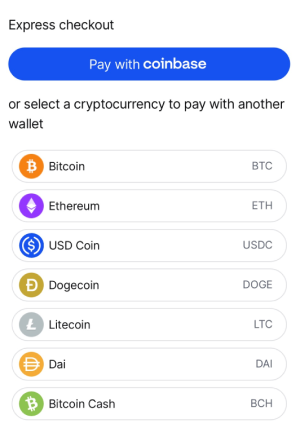 Express checkout
Pay with coinbase
or select a cryptocurrency to pay with another
wallet
Bitcoin BTC
Ethereum ETH
USD Coin USDC
Dogecoin DOGE
Litecoin LTC
Dai DAI
Bitcoin Cash BCH